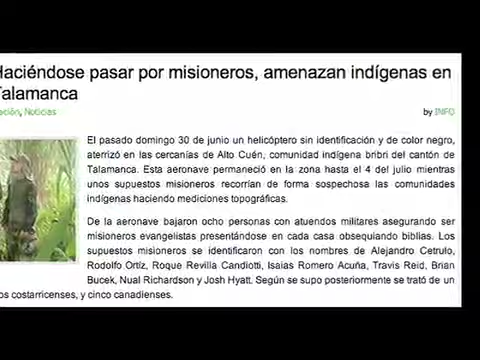 Haciéndose pasar por misioneros, amenazan indígenas en
Talamanca
Noticias
by INFO
El pasado domingo 30 de junio un helicóptero sin identificación y de color negro,
aterrizó en las cercanías de Alto Cuén, comunidad indígena bribri del cantón de
Talamanca. Esta aeronave permaneció en la zona hasta el 4 del julio mientras
unos supuestos misioneros recorrían de forma sospechosa las comunidades
indígenas haciendo mediciones topográficas.
De la aeronave bajaron ocho personas con atuendos militares asegurando ser
misioneros evangelistas presentándose en cada casa obsequiando biblias. Los
supuestos misioneros se identificaron con los nombres de Alejandro Cetrulo,
Rodolfo Ortíz, Roque Revilla Candiotti, Isaias Romero Acuña, Travis Reid, Brian
Bucek, Nual Richardson y Josh Hyatt. Según se supo posteriormente se trató de un
os costarricenses, y cinco canadienses.